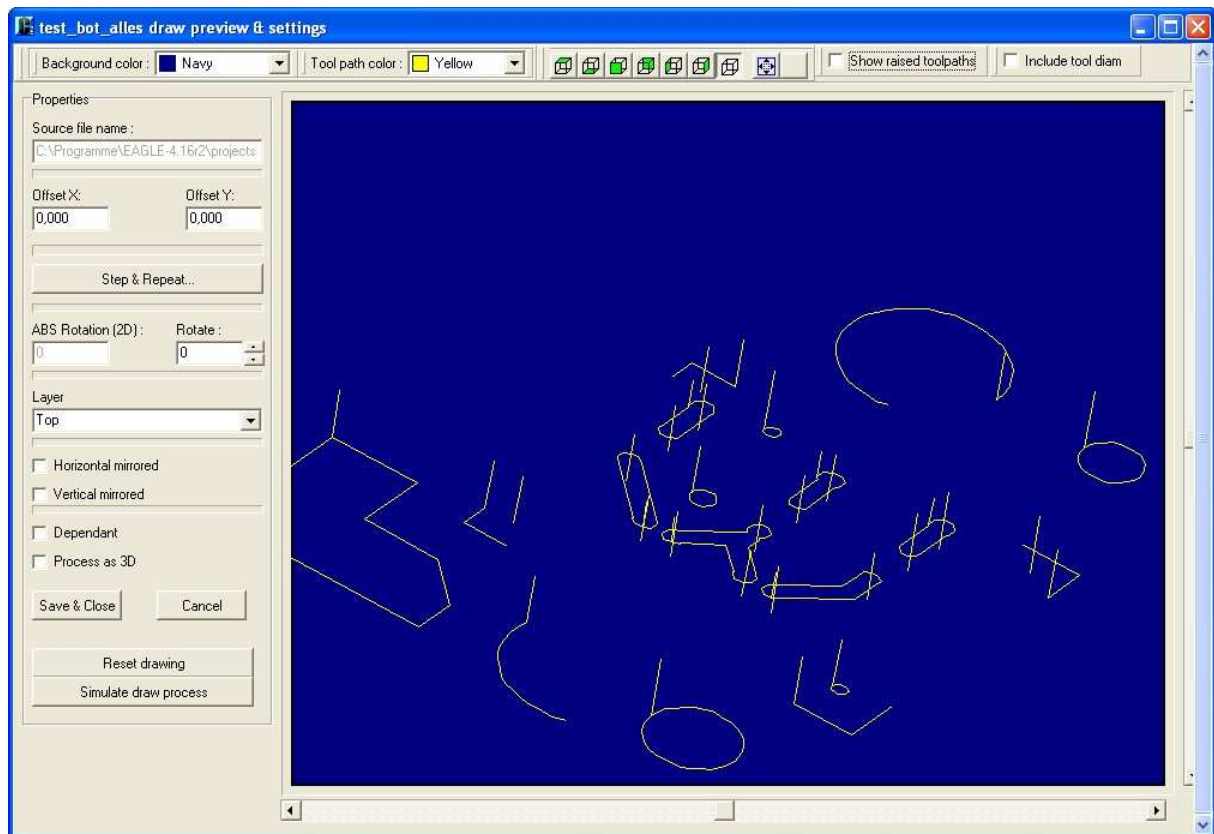 test_bot_alles draw preview & settings
Background color : Navy Tool path color : Yellow Show raised toolpaths Include tool diam
Properties
Source file name :
C:\Programme\EAGLE-4.16r2\projects
Offset X: Offset Y:
0,000 0,000
Step & Repeat...
ABS Rotation (2D) : Rotate :
0 0
Layer
Top
Horizontal mirrored
Vertical mirrored
Dependant
Process as 3D
Save & Close Cancel
Reset drawing
Simulate draw process